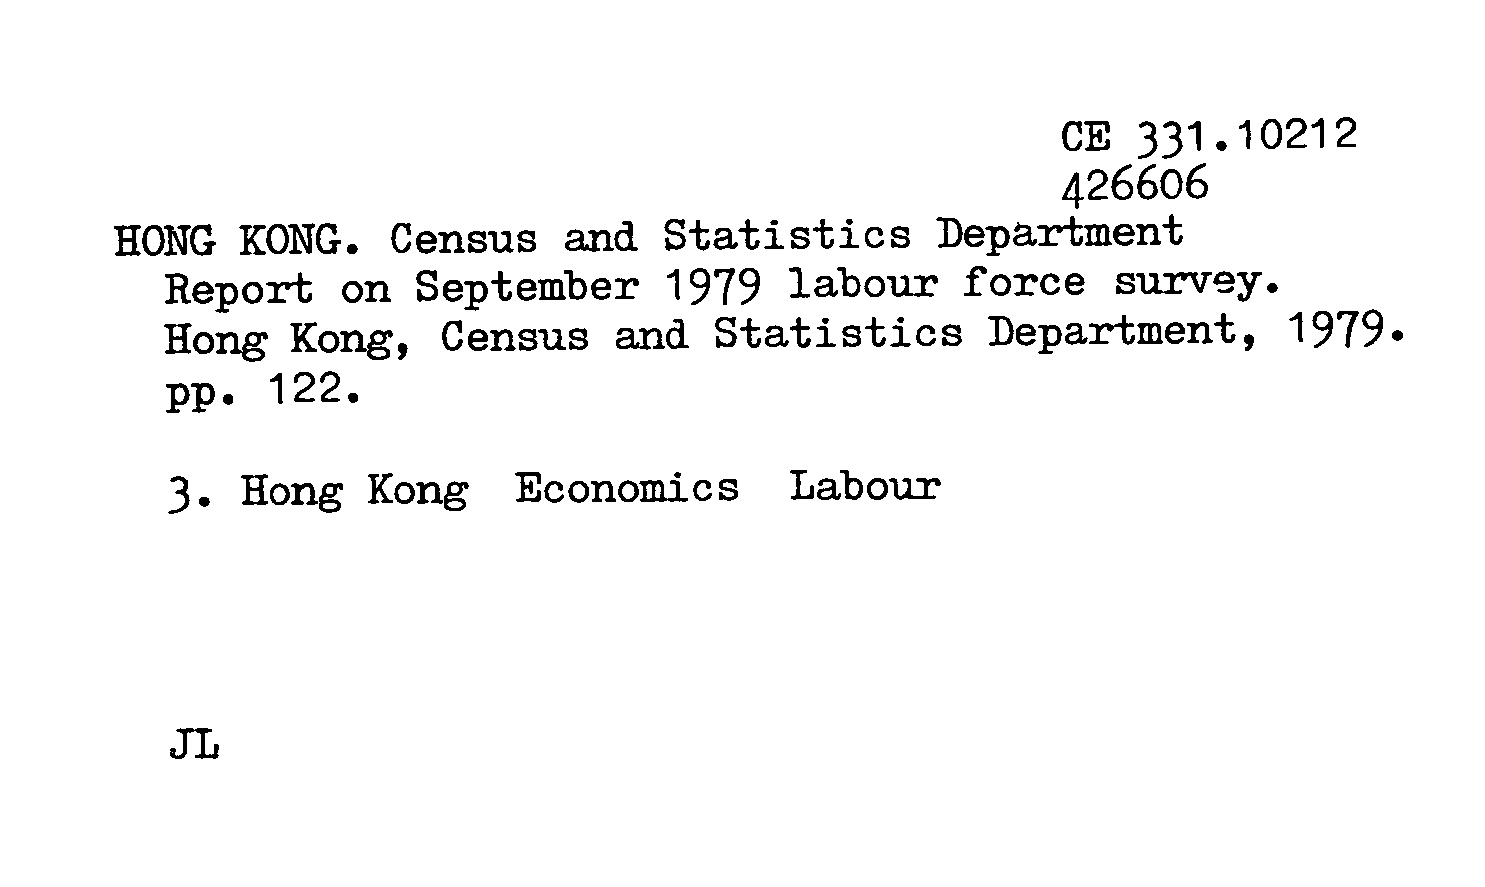 CE 331.10212
426606
HONG KONG. Census and Statistics Department
Report on September 1979 labour force survey.
Hong Kong, Census and Statistics Department, 1979.
pp. 122.
3. Hong Kong Economics Labour
JL